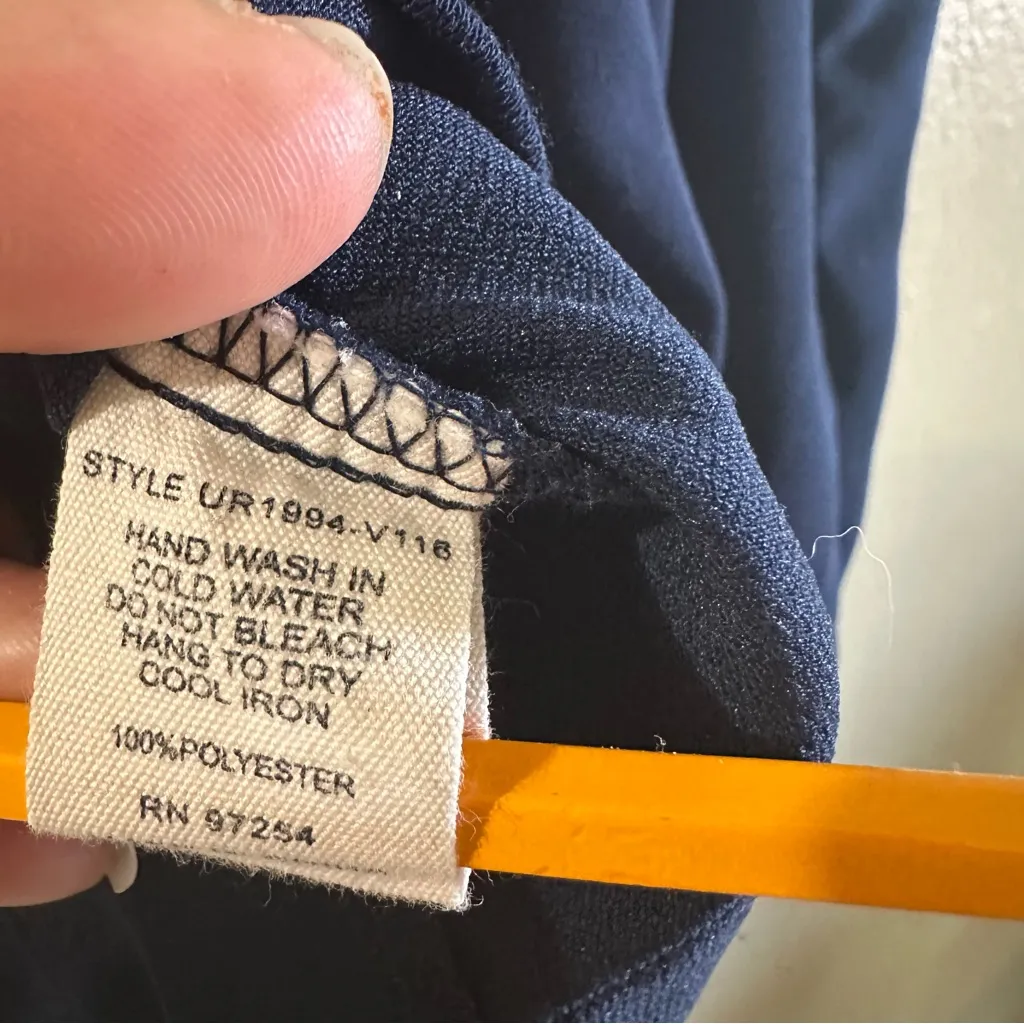 STYLE UR1994-V116
HAND WASH IN
COLD WATER
DO NOT BLEACH
HANG TO DRY
COOL IRON
100%POLYESTER
RN 97254